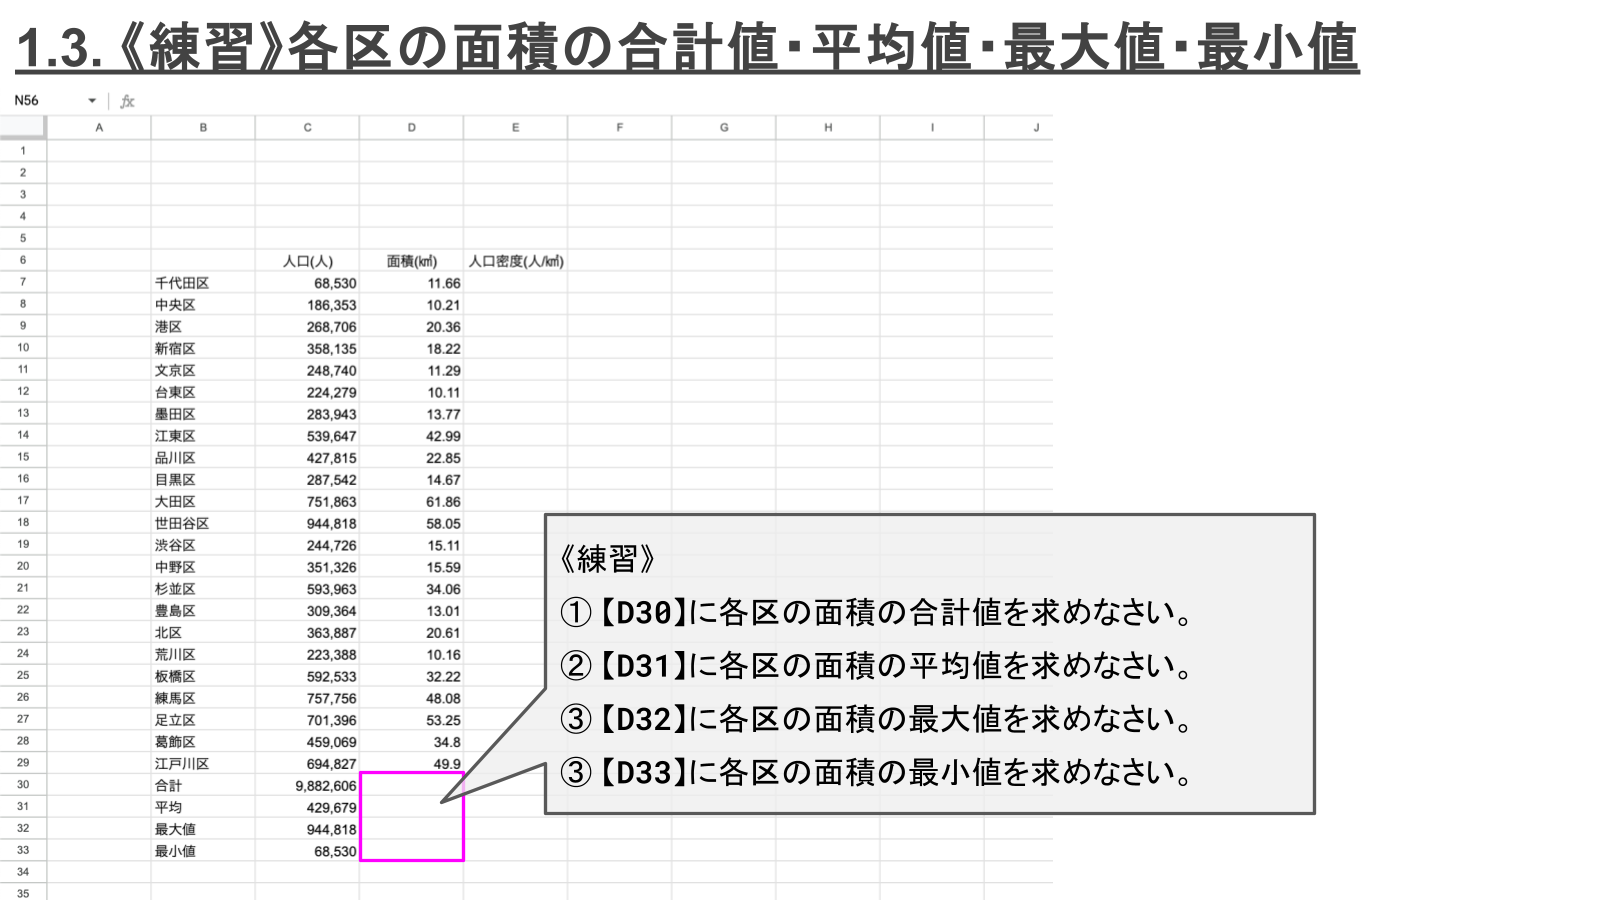 1.3.《練習》各区の面積の合計値・平均値・最大値・最小値
N56 fx
A B C D E F G H I J
1
2
3
4
5
6 人口(人) 面積(㎢) 人口密度(人/㎢)
7 千代田区 68,530 11.66
8 中央区 186,353 10.21
9 港区 268,706 20.36
10 新宿区 358,135 18.22
11 文京区 248,740 11.29
12 台東区 224,279 10.11
13 墨田区 283,943 13.77
14 江東区 539,647 42.99
15 品川区 427,815 22.85
16 目黒区 287,542 14.67
17 大田区 751,863 61.86
18 世田谷区 944,818 58.05
19 渋谷区 244,726 15.11
20 中野区 351,326 15.59
21 杉並区 593,963 34.06
22 豊島区 309,364 13.01
23 北区 363,887 20.61
24 荒川区 223,388 10.16
25 板橋区 592,533 32.22
26 練馬区 757,756 48.08
27 足立区 701,396 53.25
28 葛飾区 459,069 34.8
29 江戸川区 694,827 49.9
30 合計 9,882,606
31 平均 429,679
32 最大値 944,818
33 最小値 68,530
34
35
《練習》
①【D30】に各区の面積の合計値を求めなさい。
②【D31】に各区の面積の平均値を求めなさい。
③【D32】に各区の面積の最大値を求めなさい。
③【D33】に各区の面積の最小値を求めなさい。